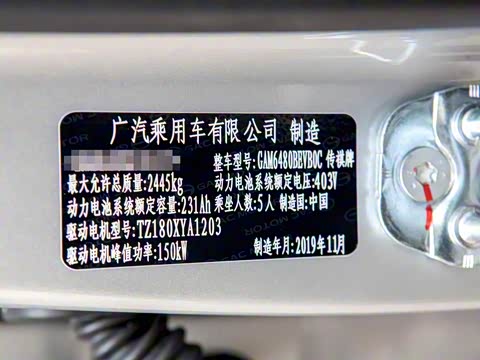 广汽乘用车有限公司 制造
整车型号:GAM6480BEVB0C 传祺牌
最大允许总质量:2445kg 动力电池系统额定电压:403V
动力电池系统额定容量:231Ah 乘坐人数:5人 制造国:中国
驱动电机型号:TZ180XYA1203
驱动电机峰值功率:150kW 制造年月:2019年11月